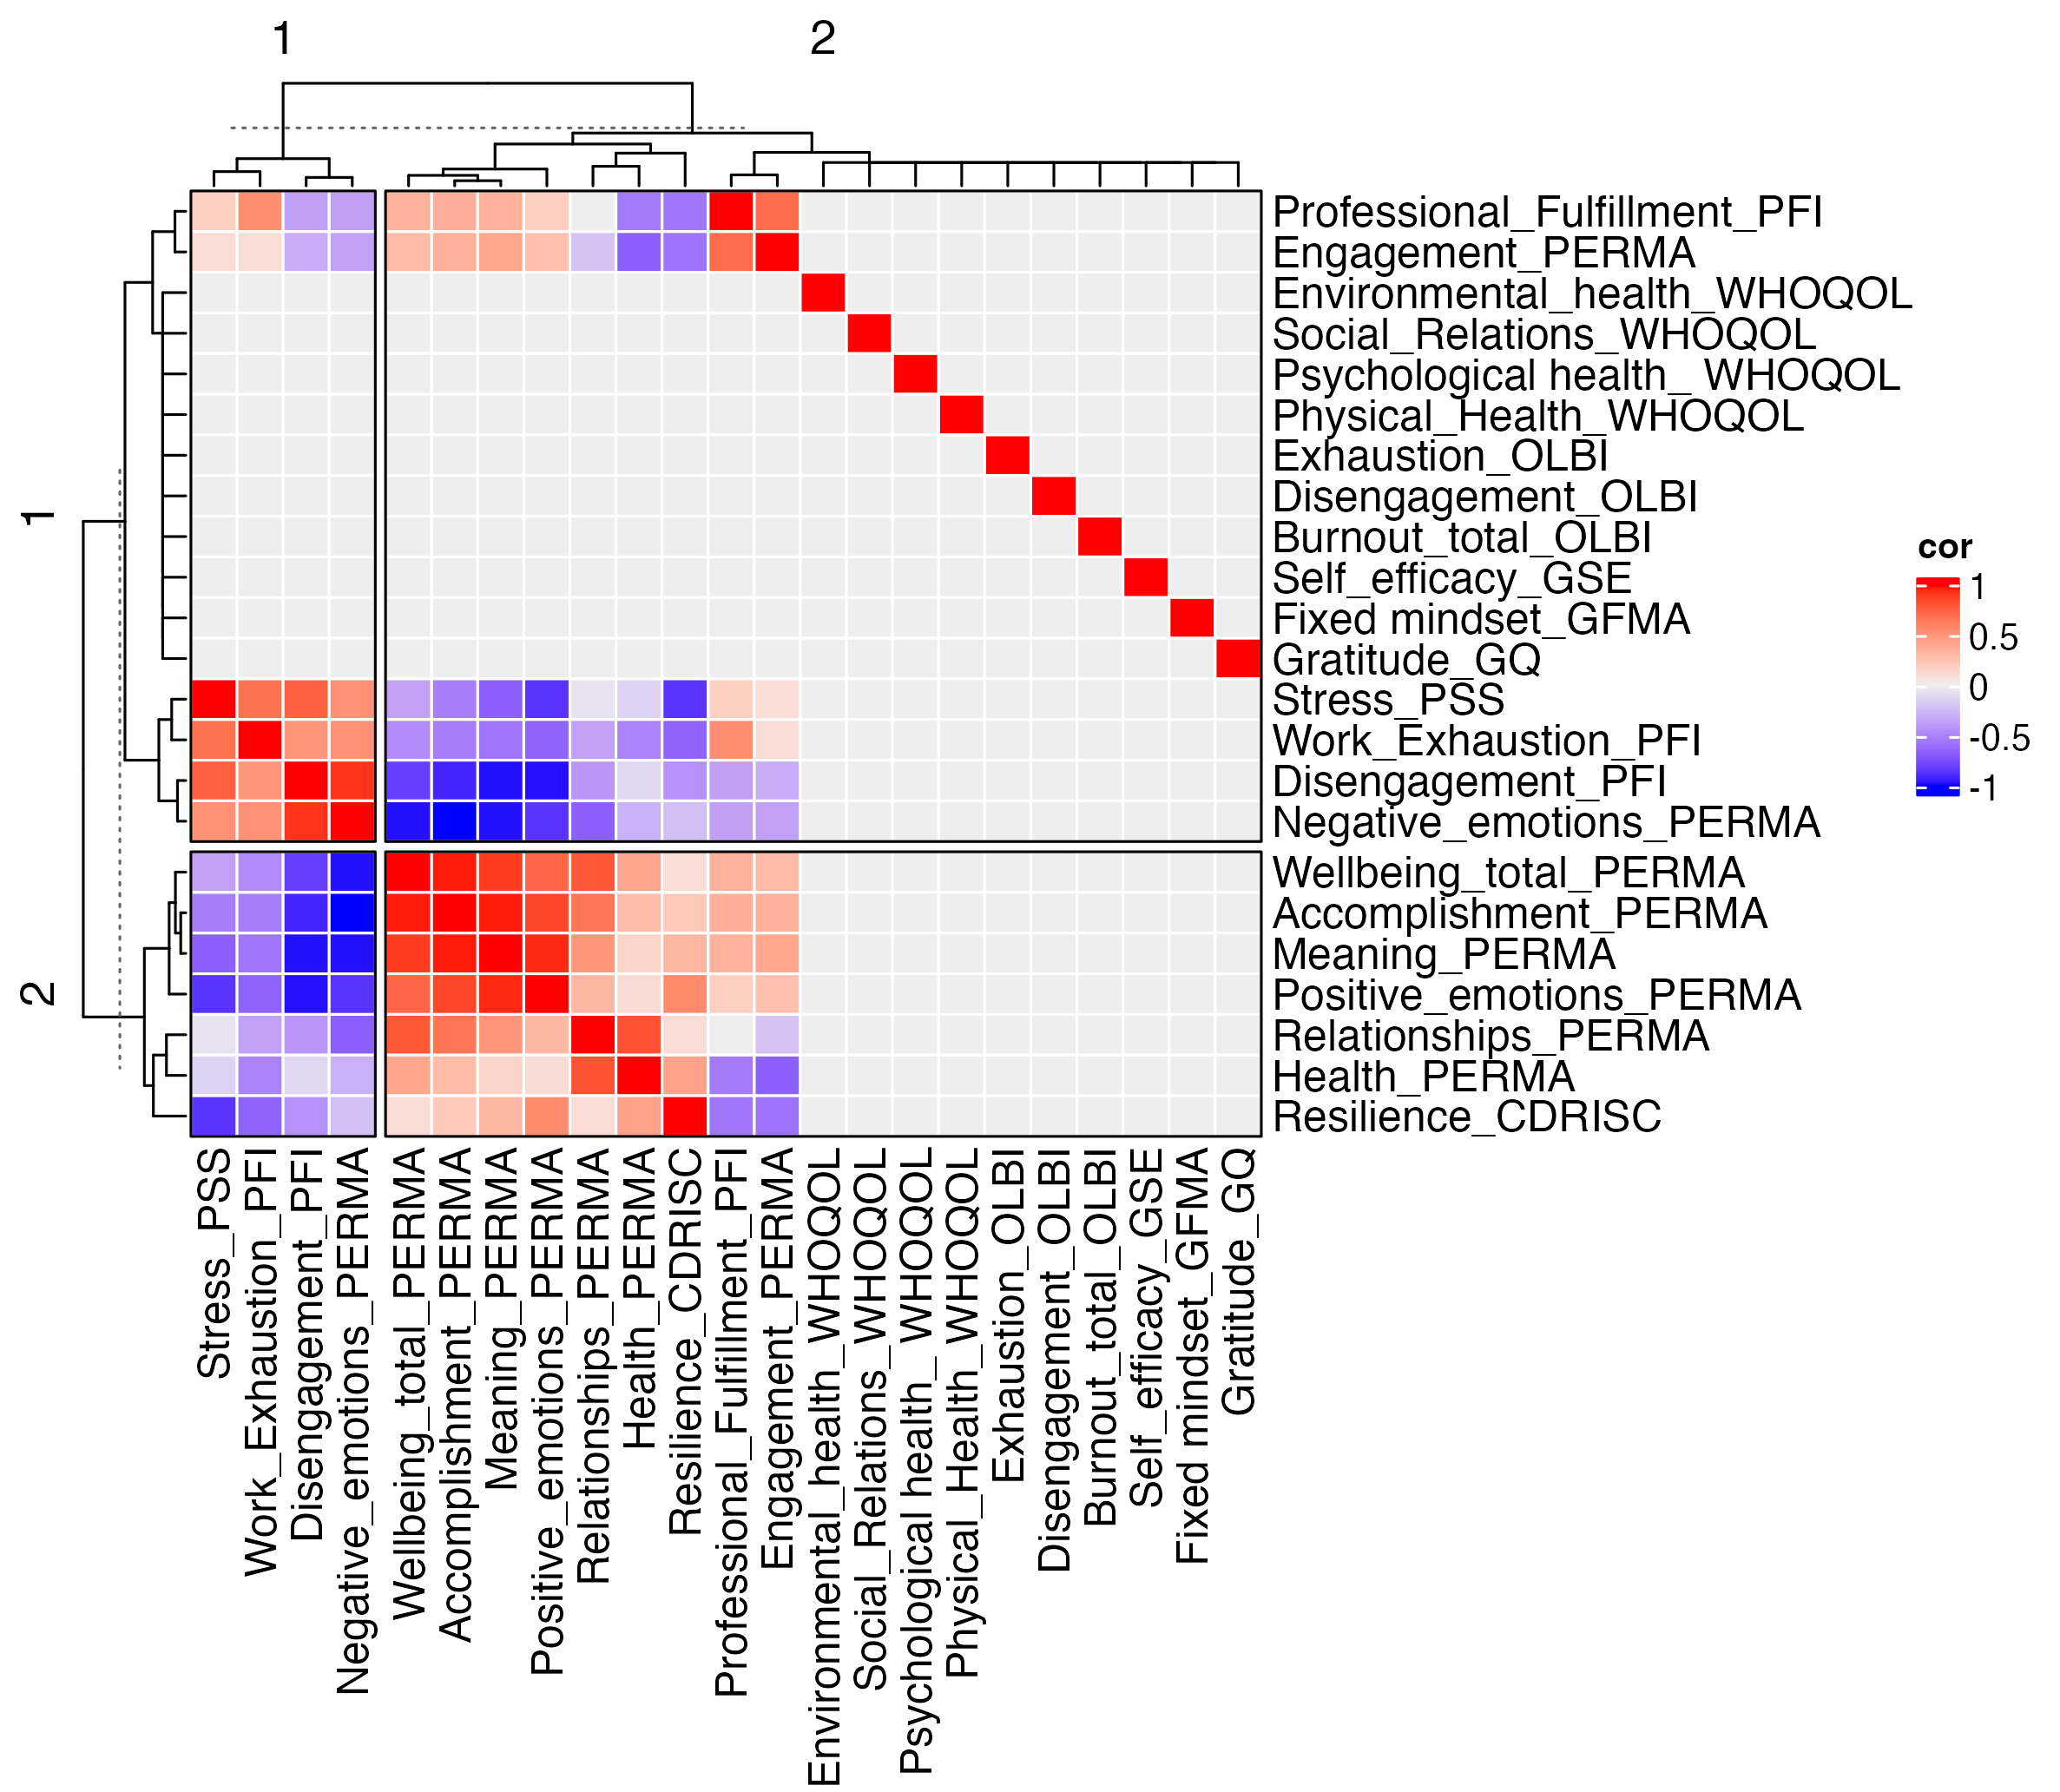 1
2
Professional_Fulfillment_PFI
Engagement_PERMA
Environmental_health_WHOQOL
Social_Relations_WHOQOL
Psychological health_ WHOQOL
Physical_Health_WHOQOL
Exhaustion_OLBI
Disengagement_OLBI
Burnout_total_OLBI
Self_efficacy_GSE
Fixed mindset_GFMA
Gratitude_GQ
Stress_PSS
Work_Exhaustion_PFI
Disengagement_PFI
Negative_emotions_PERMA
Wellbeing_total_PERMA
Accomplishment_PERMA
Meaning_PERMA
Positive_emotions_PERMA
Relationships_PERMA
Health_PERMA
Resilience_CDRISC
1
2
cor
1
0.5
0
-0.5
-1
Stress_PSS
Work_Exhaustion_PFI
Disengagement_PFI
Negative_emotions_PERMA
Wellbeing_total_PERMA
Accomplishment_PERMA
Meaning_PERMA
Positive_emotions_PERMA
Relationships_PERMA
Health_PERMA
Resilience_CDRISC
Professional_Fulfillment_PFI
Engagement_PERMA
Environmental_health_WHOQOL
Social_Relations_WHOQOL
Psychological health_ WHOQOL
Physical_Health_WHOQOL
Exhaustion_OLBI
Disengagement_OLBI
Burnout_total_OLBI
Self_efficacy_GSE
Fixed mindset_GFMA
Gratitude_GQ